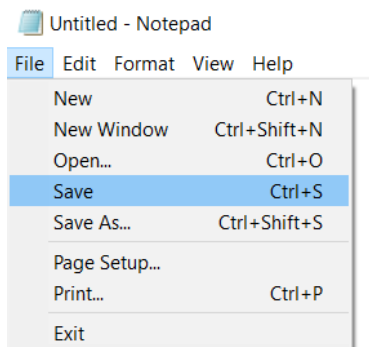 Untitled - Notepad
File Edit Format View Help
New Ctrl+N
New Window Ctrl+Shift+N
Open... Ctrl+O
Save Ctrl+S
Save As... Ctrl+Shift+S
Page Setup...
Print... Ctrl+P
Exit